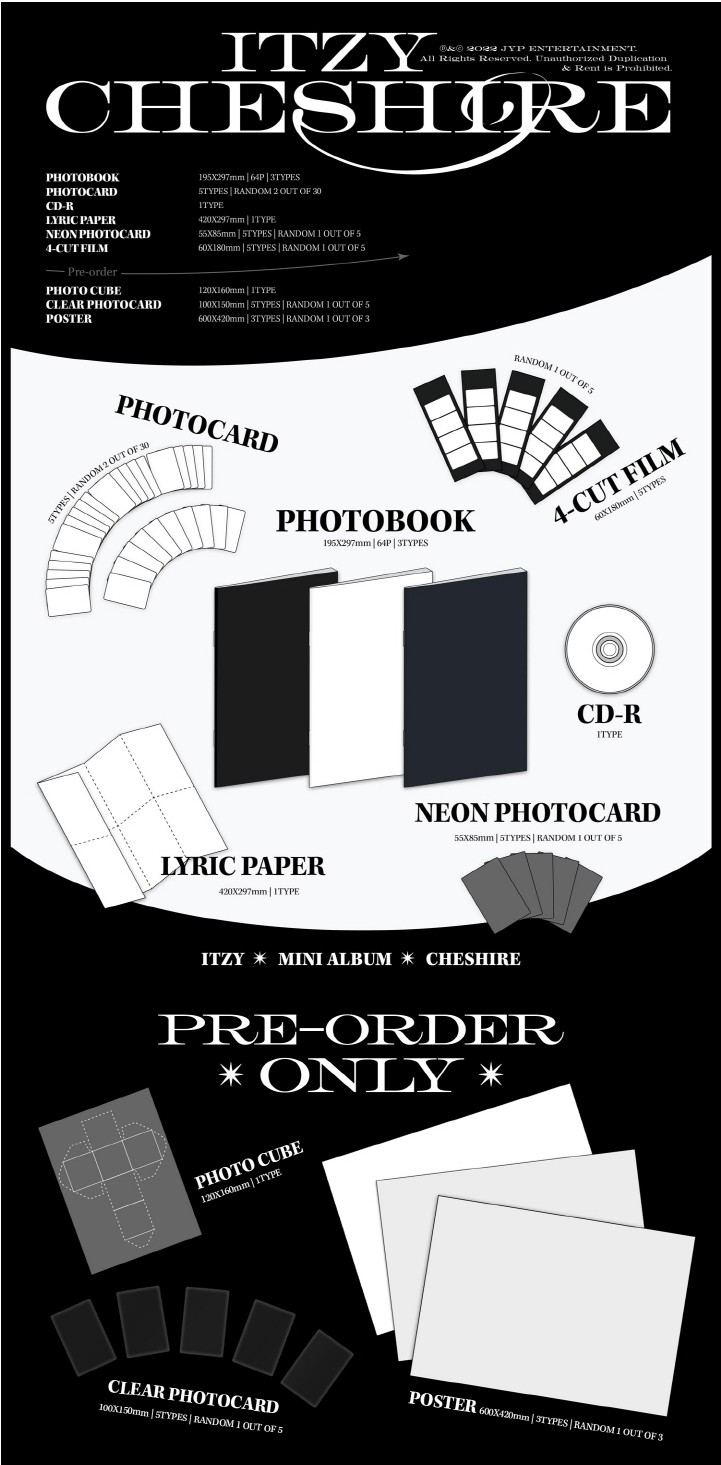 ITZY
CHESHIRE
℗&© 2022 JYP ENTERTAINMENT.
All Rights Reserved. Unauthorized Duplication
& Rent is Prohibited.
PHOTOBOOK 195X297mm | 64P | 3TYPES
PHOTOCARD 5TYPES | RANDOM 2 OUT OF 30
CD-R 1TYPE
LYRIC PAPER 420X297mm | 1TYPE
NEON PHOTOCARD 55X85mm | 5TYPES | RANDOM 1 OUT OF 5
4-CUT FILM 60X180mm | 5TYPES | RANDOM 1 OUT OF 5
Pre-order
PHOTO CUBE 120X160mm | 1TYPE
CLEAR PHOTOCARD 100X150mm | 5TYPES | RANDOM 1 OUT OF 5
POSTER 600X420mm | 3TYPES | RANDOM 1 OUT OF 3
PHOTOCARD
5TYPES | RANDOM 2 OUT OF 30
RANDOM 1 OUT OF 5
4-CUT FILM
60X180mm | 5TYPES
PHOTOBOOK
195X297mm | 64P | 3TYPES
CD-R
1TYPE
NEON PHOTOCARD
55X85mm | 5TYPES | RANDOM 1 OUT OF 5
LYRIC PAPER
420X297mm | 1TYPE
ITZY ✴ MINI ALBUM ✴ CHESHIRE
PRE-ORDER
✴ ONLY ✴
PHOTO CUBE
120X160mm | 1TYPE
CLEAR PHOTOCARD
100X150mm | 5TYPES | RANDOM 1 OUT OF 5
POSTER 600X420mm | 3TYPES | RANDOM 1 OUT OF 3